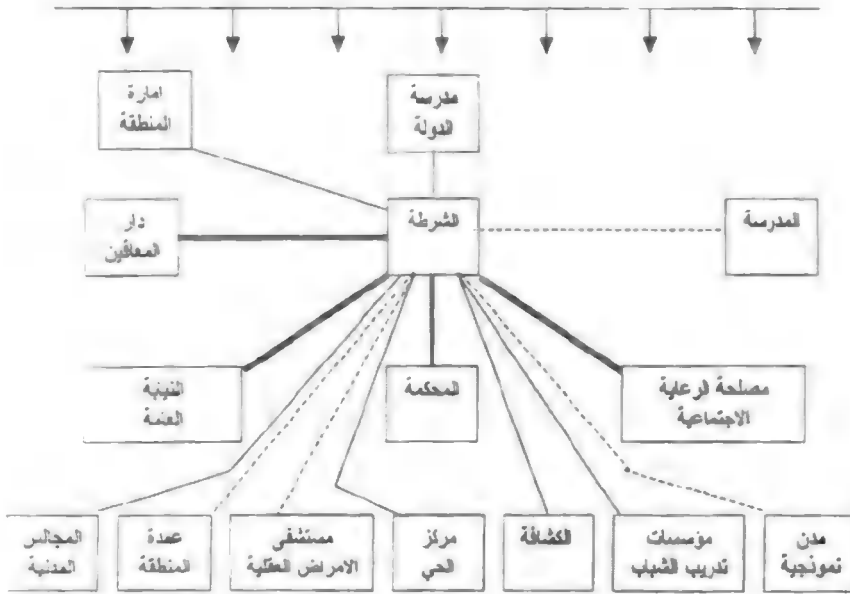 امارة
المنطقة
مدرسة
الدولة
دار
المعاقين
الشرطة
المدرسة
النيابة
العامة
المحكمة
مصلحة الرعاية
الاجتماعية
المجالس
المدنية
عمدة
المنطقة
مستشفى
الامراض العقلية
مركز
الحي
الكشافة
مؤسسات
تدريب الشباب
مدن
نموذجية